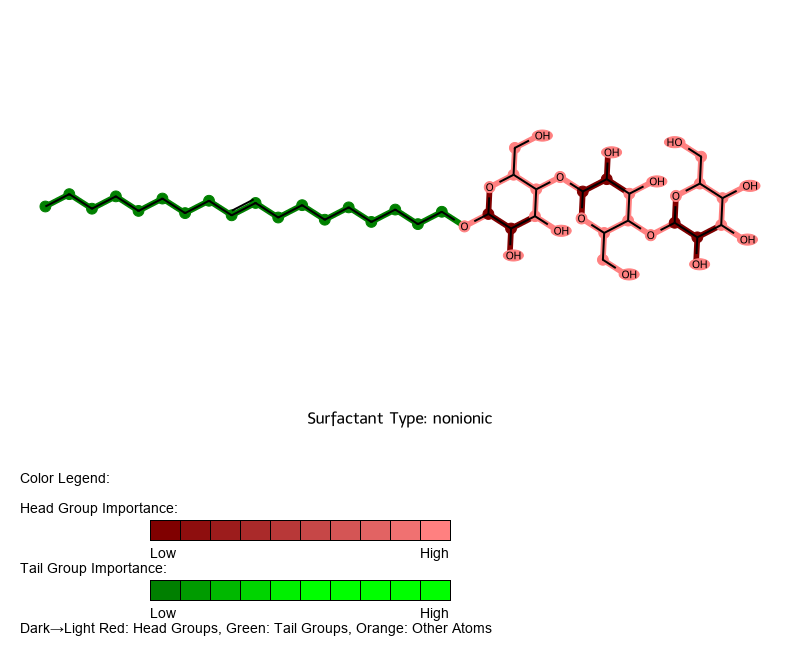 OH
HO
OH
OH
O
OH
OH
O
O
O
OH
O
O
OH
OH
OH
OH
OH
Surfactant Type: nonionic
Color Legend:
Head Group Importance:
Low High
Tail Group Importance:
Low High
Dark→Light Red: Head Groups, Green: Tail Groups, Orange: Other Atoms